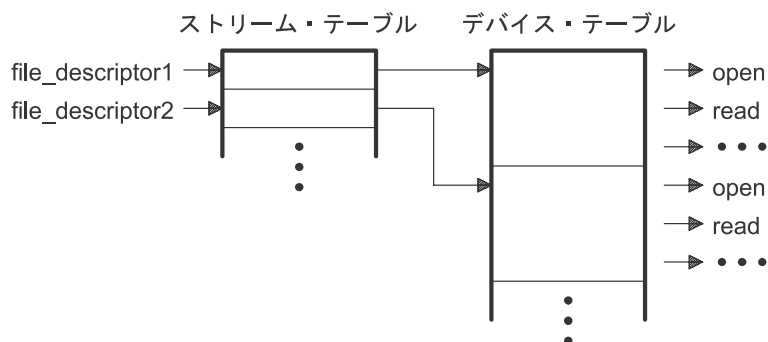 ストリーム・テーブル
デバイス・テーブル
file_descriptor1
file_descriptor2
open
read
•••
open
read
•••